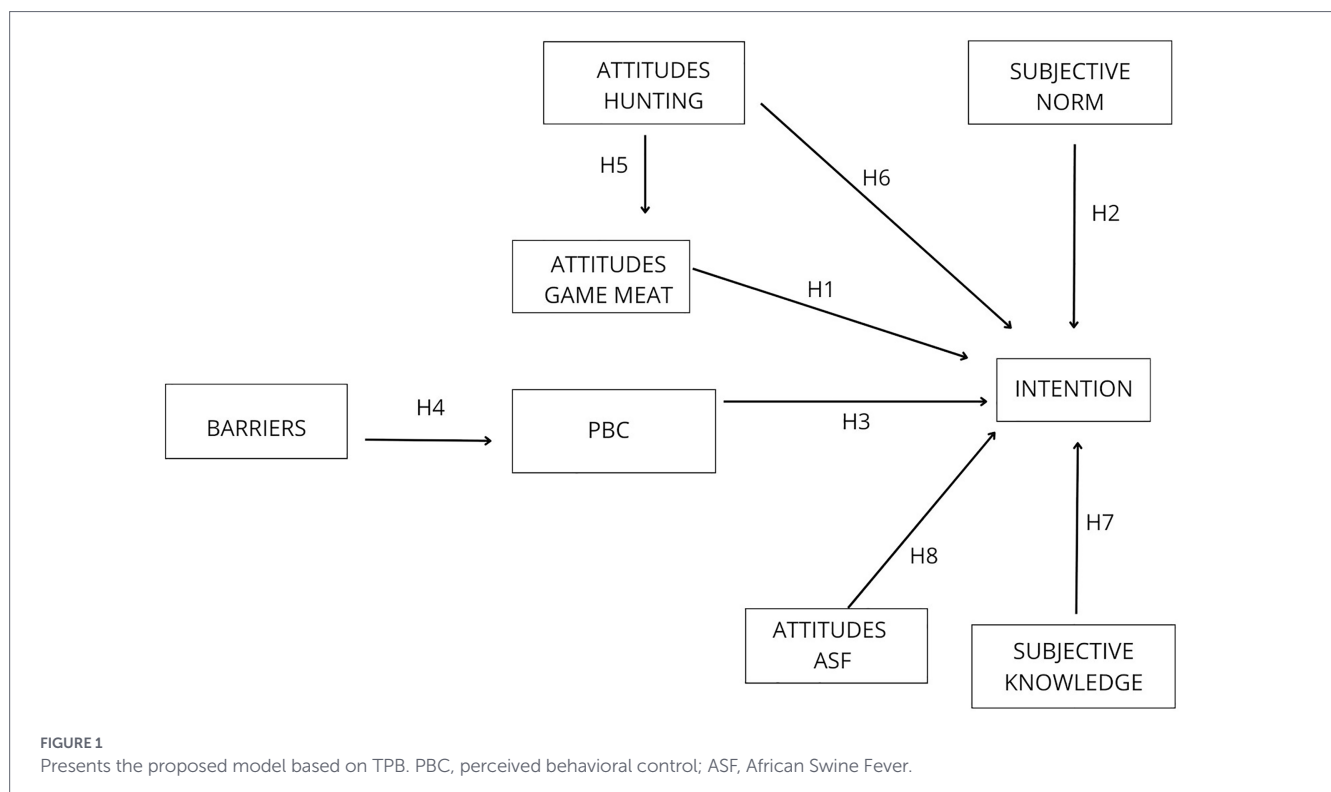 ATTITUDES
HUNTING
SUBJECTIVE
NORM
H5
H6
H2
ATTITUDES
GAME MEAT
H1
INTENTION
BARRIERS
H4
PBC
H3
H8
H7
ATTITUDES
ASF
SUBJECTIVE
KNOWLEDGE
FIGURE 1
Presents the proposed model based on TPB. PBC, perceived behavioral control; ASF, African Swine Fever.